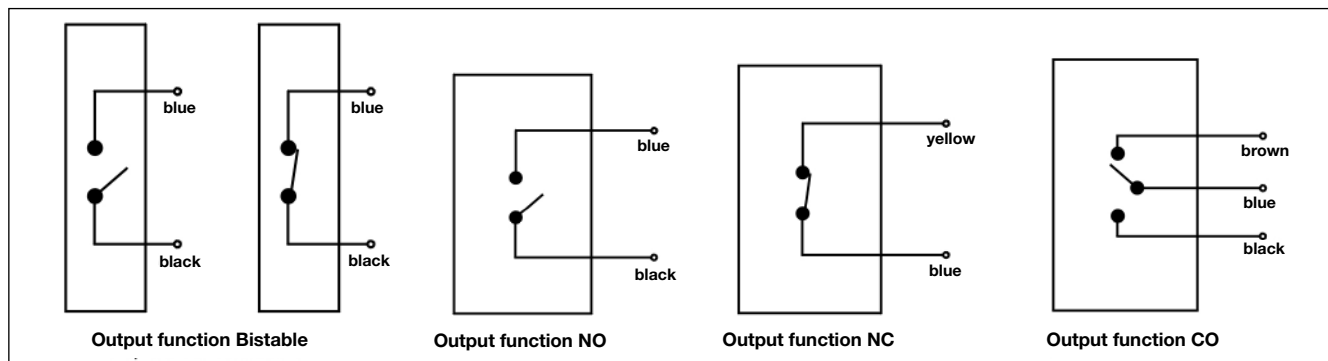 blue
black
Output function Bistable
blue
black
blue
black
Output function NO
yellow
blue
Output function NC
brown
blue
black
Output function CO